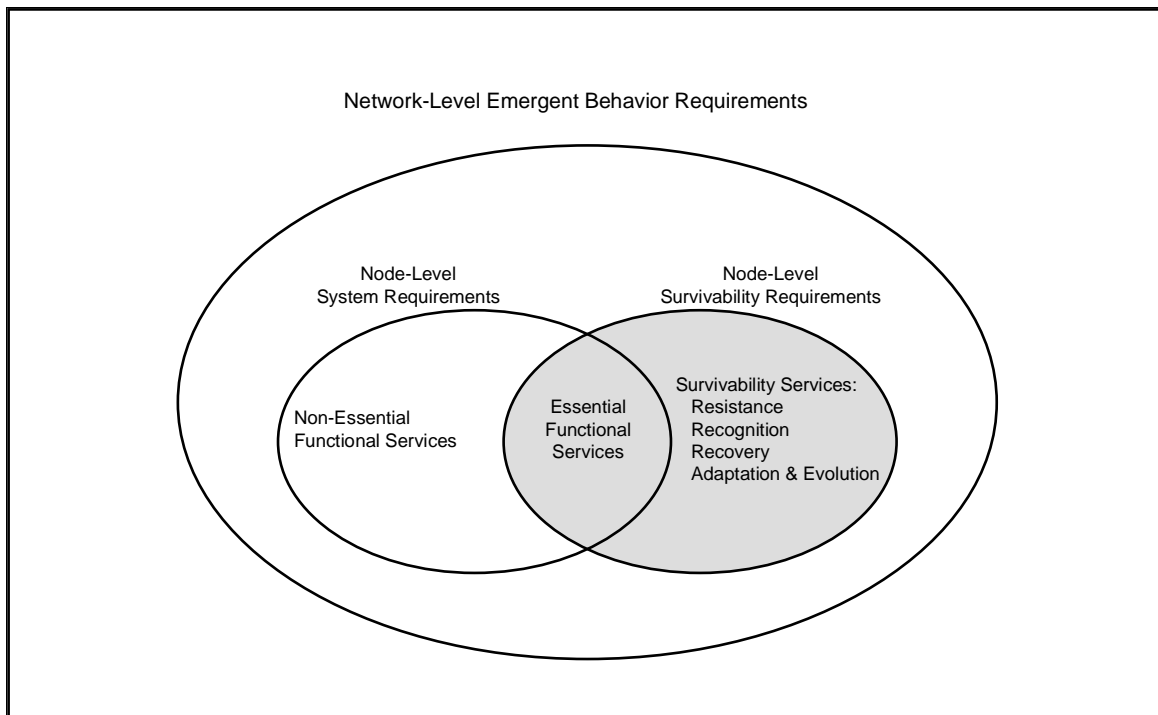 Network-Level Emergent Behavior Requirements
Node-Level
System Requirements
Node-Level
Survivability Requirements
Non-Essential
Functional Services
Essential
Functional
Services
Survivability Services:
Resistance
Recognition
Recovery
Adaptation & Evolution